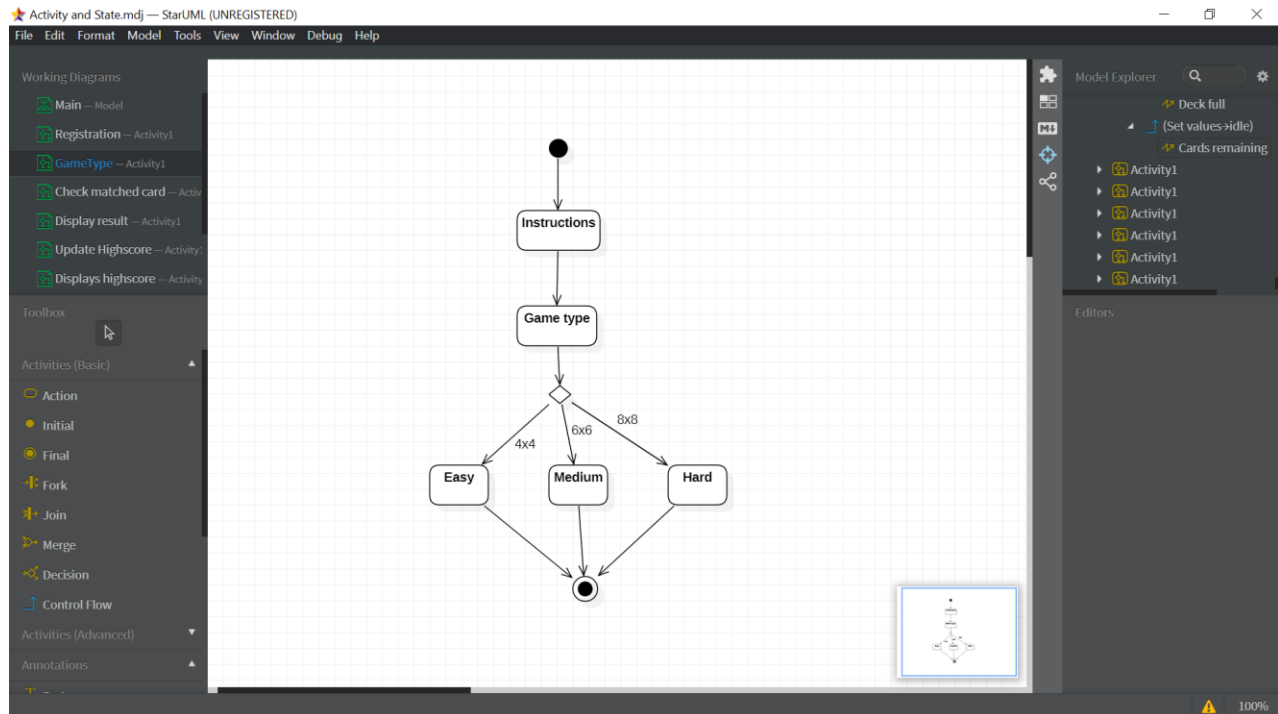 Activity and State.mdj — StarUML (UNREGISTERED)
File Edit Format Model Tools View Window Debug Help
Working Diagrams
Main — Model
Registration — Activity1
GameType — Activity1
Check matched card — Activ
Display result — Activity1
Update Highscore — Activity
Displays highscore — Activity
Toolbox
Activities (Basic)
Action
Initial
Final
Fork
Join
Merge
Decision
Control Flow
Activities (Advanced)
Annotations
Instructions
Game type
4x4
6x6
8x8
Easy
Medium
Hard
M
Model Explorer
Deck full
(Set values→idle)
Cards remaining
Activity1
Activity1
Activity1
Activity1
Activity1
Activity1
Editors
100%